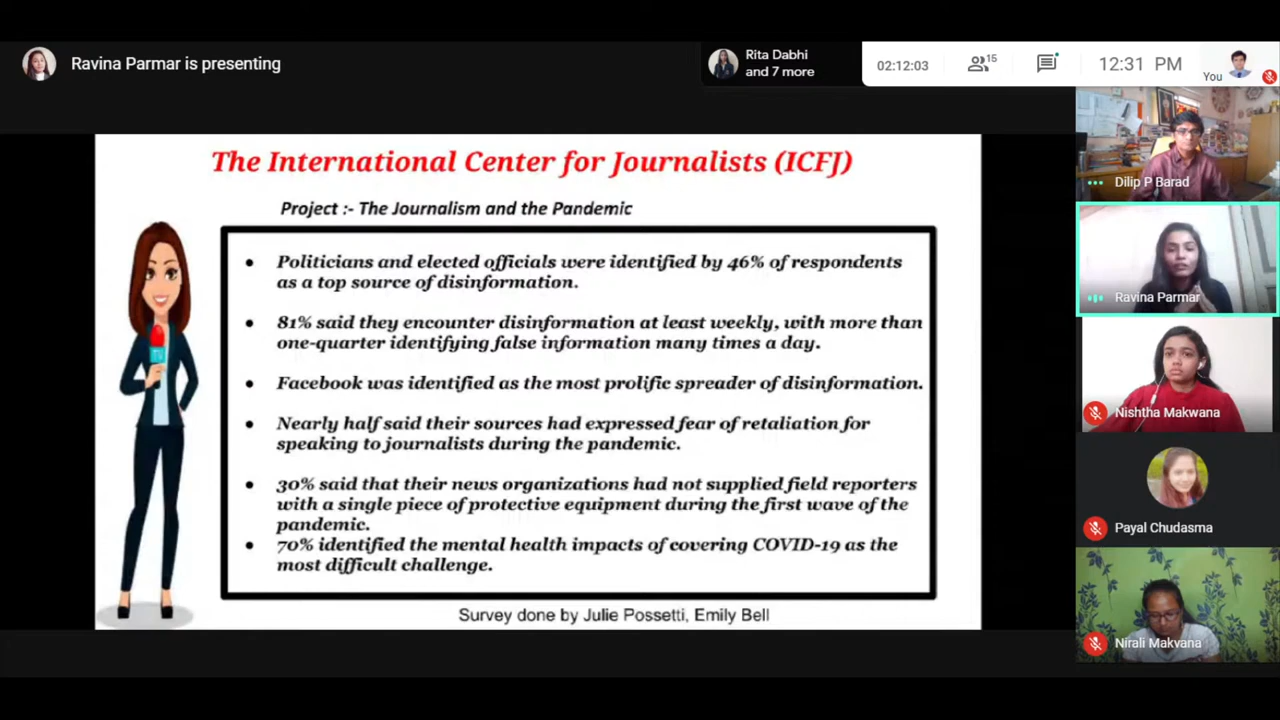 Ravina Parmar is presenting
Rita Dabhi
and 7 more
02:12:03
15
12:31 PM
You
The International Center for Journalists (ICFJ)
Project :- The Journalism and the Pandemic
Politicians and elected officials were identified by 46% of respondents
as a top source of disinformation.
81% said they encounter disinformation at least weekly, with more than
one-quarter identifying false information many times a day.
Facebook was identified as the most prolific spreader of disinformation.
Nearly half said their sources had expressed fear of retaliation for
speaking to journalists during the pandemic.
30% said that their news organizations had not supplied field reporters
with a single piece of protective equipment during the first wave of the
pandemic.
70% identified the mental health impacts of covering COVID-19 as the
most difficult challenge.
Survey done by Julie Possetti, Emily Bell
TV
Dilip P Barad
Ravina Parmar
Nishtha Makwana
Payal Chudasma
Nirali Makvana